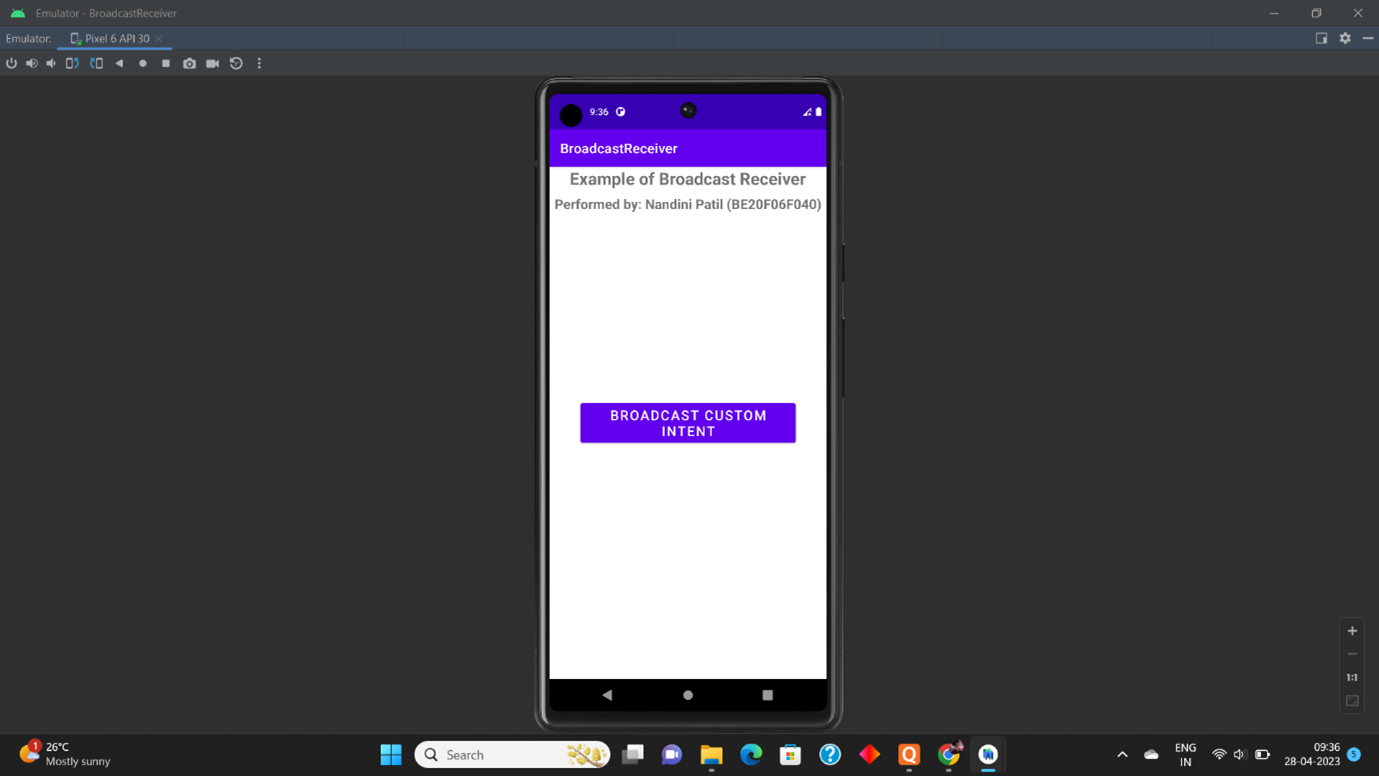 Emulator - BroadcastReceiver
Emulator: Pixel 6 API 30
9:36
BroadcastReceiver
Example of Broadcast Receiver
Performed by: Nandini Patil (BE20F06F040)
BROADCAST CUSTOM
INTENT
1:1
1
26°C
Mostly sunny
Search
Q
ENG
IN
09:36
28-04-2023
5